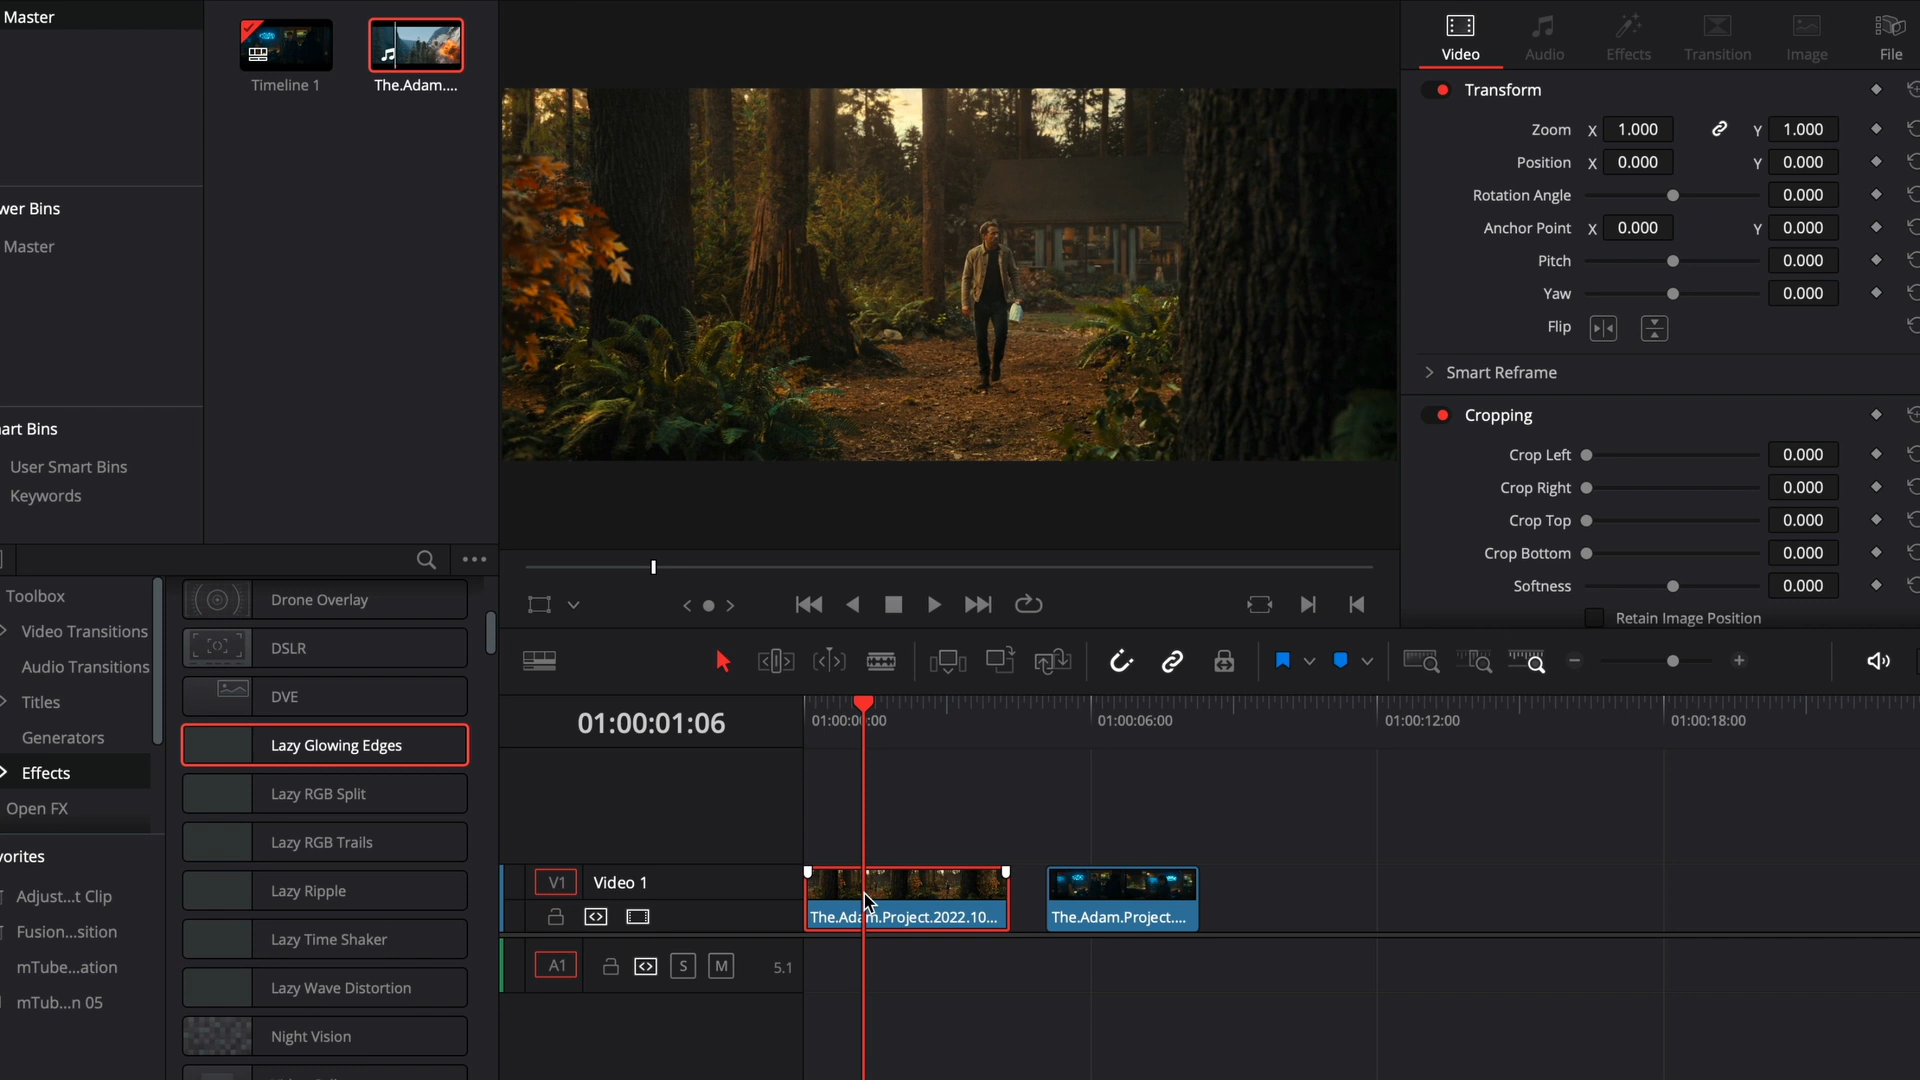 Master
Timeline 1
The.Adam....
wer Bins
Master
art Bins
User Smart Bins
Keywords
Toolbox
Video Transitions
Audio Transitions
Titles
Generators
Effects
Open FX
vorites
Adjust...t Clip
Fusion...sition
mTube...ation
mTub...n 05
Drone Overlay
DSLR
DVE
Lazy Glowing Edges
Lazy RGB Split
Lazy RGB Trails
Lazy Ripple
Lazy Time Shaker
Lazy Wave Distortion
Night Vision
Video
Audio
Effects
Transition
Image
File
Transform
Zoom X 1.000 Y 1.000
Position X 0.000 Y 0.000
Rotation Angle 0.000
Anchor Point X 0.000 Y 0.000
Pitch 0.000
Yaw 0.000
Flip
Smart Reframe
Cropping
Crop Left 0.000
Crop Right 0.000
Crop Top 0.000
Crop Bottom 0.000
Softness 0.000
Retain Image Position
01:00:01:06
01:00:00:00
01:00:06:00
01:00:12:00
01:00:18:00
V1 Video 1
The.Adam.Project.2022.10...
The.Adam.Project....
A1 S M 5.1